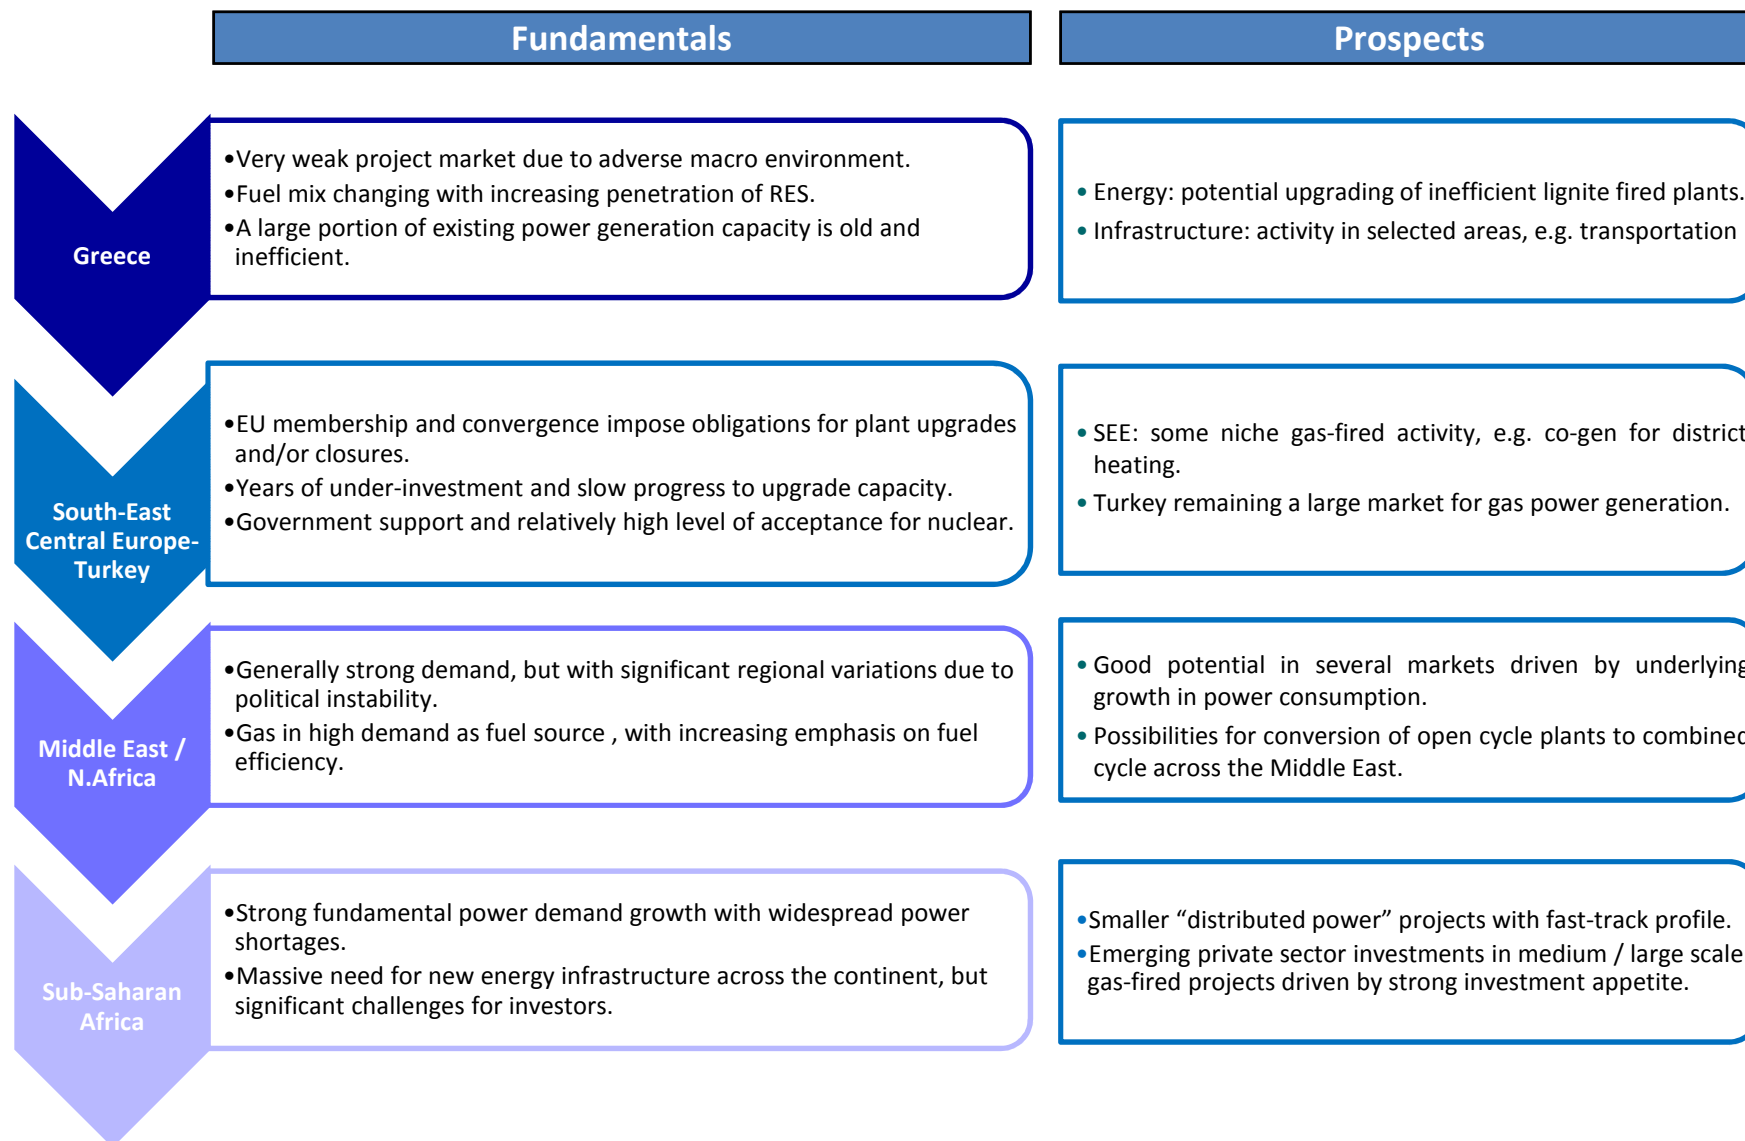 Fundamentals
Prospects
Greece
•Very weak project market due to adverse macro environment.
•Fuel mix changing with increasing penetration of RES.
•A large portion of existing power generation capacity is old and
inefficient.
• Energy: potential upgrading of inefficient lignite fired plants.
• Infrastructure: activity in selected areas, e.g. transportation
South-East
Central Europe-
Turkey
•EU membership and convergence impose obligations for plant upgrades
and/or closures.
•Years of under-investment and slow progress to upgrade capacity.
•Government support and relatively high level of acceptance for nuclear.
• SEE: some niche gas-fired activity, e.g. co-gen for district
heating.
• Turkey remaining a large market for gas power generation.
Middle East /
N.Africa
•Generally strong demand, but with significant regional variations due to
political instability.
•Gas in high demand as fuel source , with increasing emphasis on fuel
efficiency.
• Good potential in several markets driven by underlying
growth in power consumption.
• Possibilities for conversion of open cycle plants to combined
cycle across the Middle East.
Sub-Saharan
Africa
•Strong fundamental power demand growth with widespread power
shortages.
•Massive need for new energy infrastructure across the continent, but
significant challenges for investors.
•Smaller “distributed power” projects with fast-track profile.
•Emerging private sector investments in medium / large scale
gas-fired projects driven by strong investment appetite.